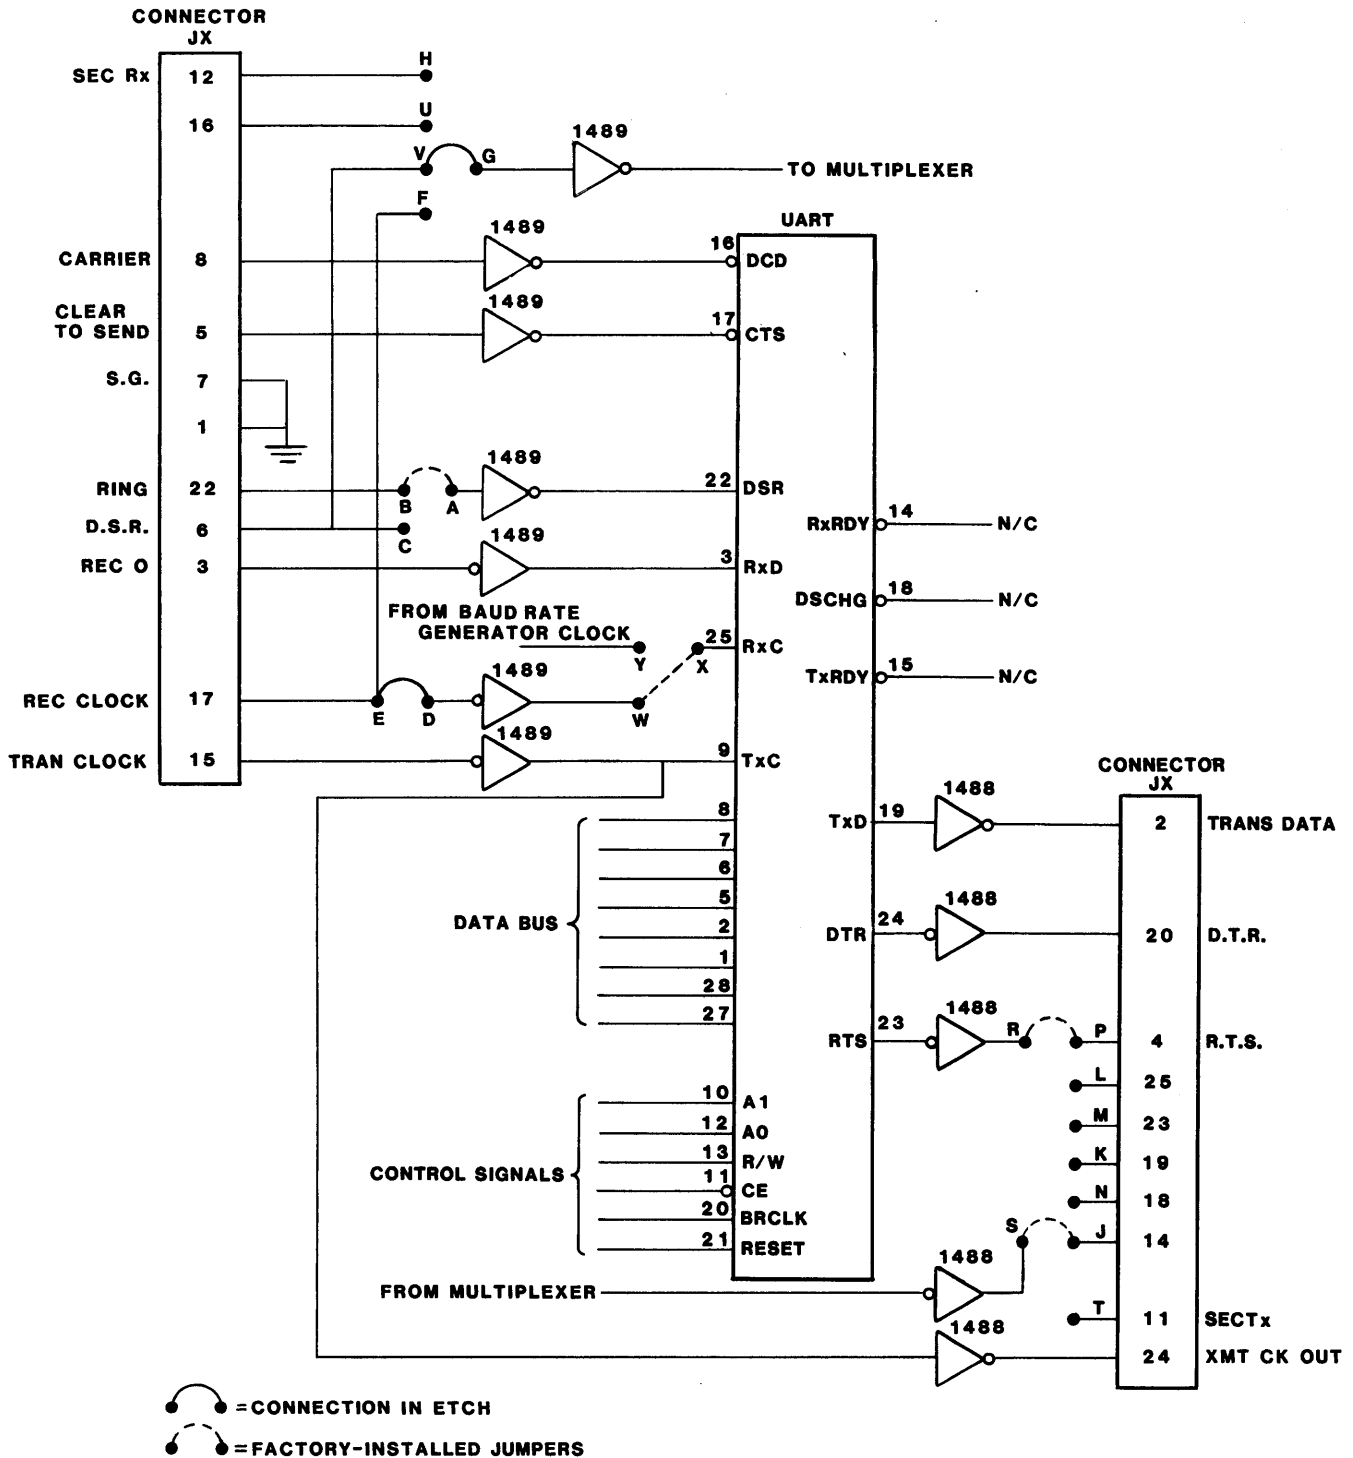 CONNECTOR
JX
SEC Rx 12 H
16 U
V G 1489 TO MULTIPLEXER
F
UART
CARRIER 8 1489 16 DCD
CLEAR
TO SEND 5 1489 17 CTS
S.G. 7
1
RING 22 B A 1489 22 DSR
D.S.R. 6 C
REC O 3 1489 3 RxD
RxRDY 14 N/C
DSCHG 18 N/C
TxRDY 15 N/C
FROM BAUD RATE
GENERATOR CLOCK Y X 25 RxC
REC CLOCK 17 E D 1489 W
TRAN CLOCK 15 1489 9 TxC
DATA BUS
8
7
6
5
2
1
28
27
CONTROL SIGNALS
10 A1
12 A0
13 R/W
11 CE
20 BRCLK
21 RESET
CONNECTOR
JX
TxD 19 1488 2 TRANS DATA
DTR 24 1488 20 D.T.R.
RTS 23 1488 R P 4 R.T.S.
L 25
M 23
K 19
N 18
S J 14
FROM MULTIPLEXER 1488
T 11 SECTx
1488 24 XMT CK OUT
=CONNECTION IN ETCH
=FACTORY-INSTALLED JUMPERS